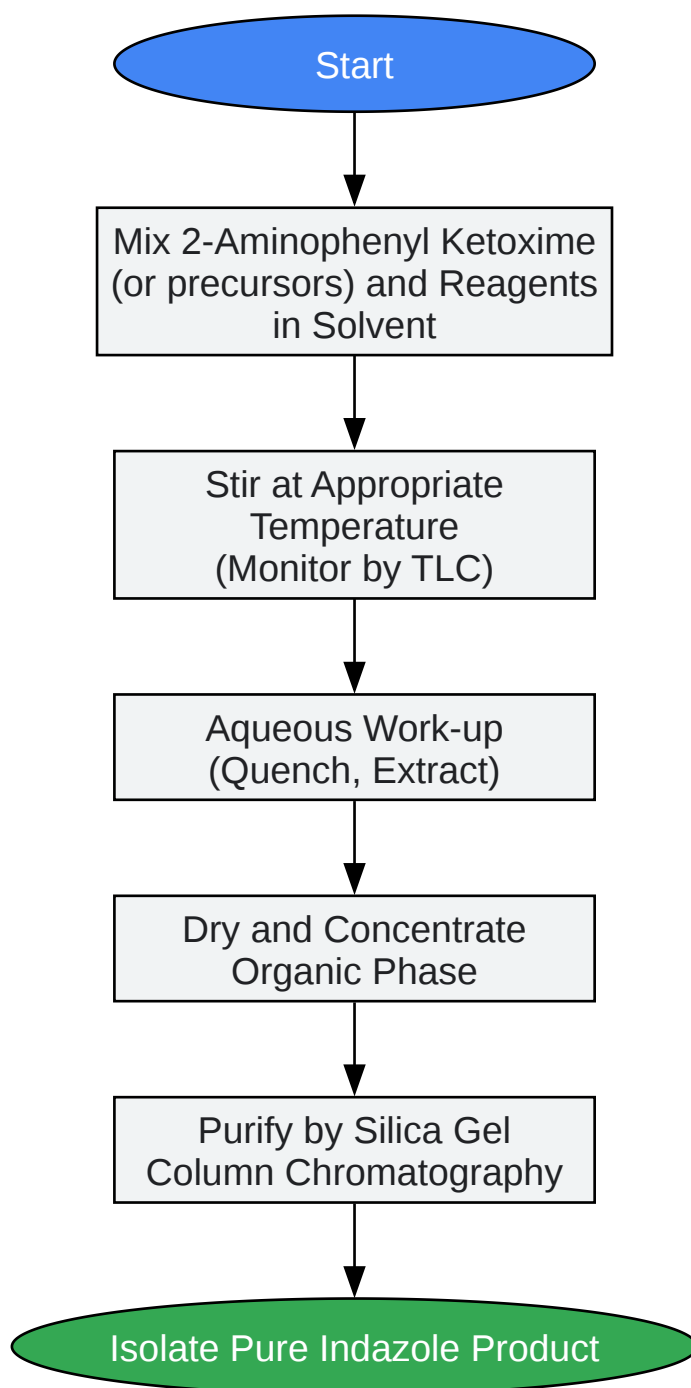 Start
Mix 2-Aminophenyl Ketoxime
(or precursors) and Reagents
in Solvent
Stir at Appropriate
Temperature
(Monitor by TLC)
Aqueous Work-up
(Quench, Extract)
Dry and Concentrate
Organic Phase
Purify by Silica Gel
Column Chromatography
Isolate Pure Indazole Product